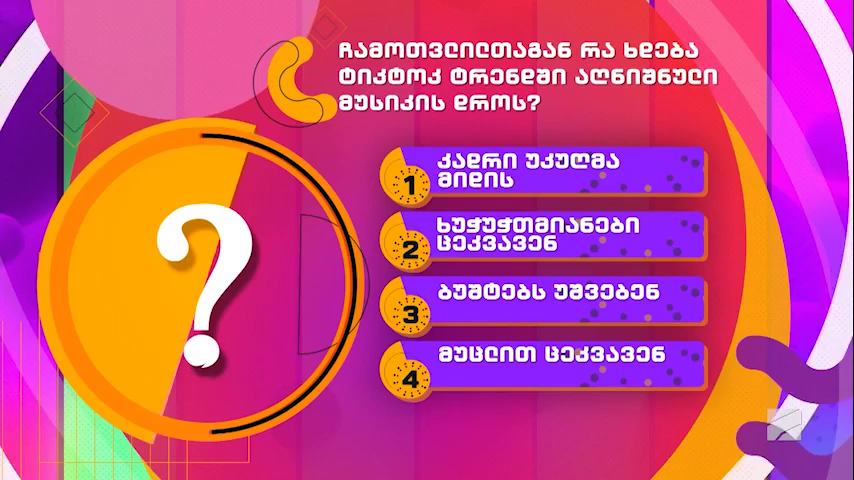 ჩამოთვლილთაგან რა ხდება
ტიკტოკ ტრენდში აღნიშნული
მუსიკის დროს?
?
1
კადრი უკუღმა
მიდის
2
ხუჭუჭთმიანები
ცეკვავენ
3
ბუშტებს უშვებენ
4
მუცლით ცეკვავენ